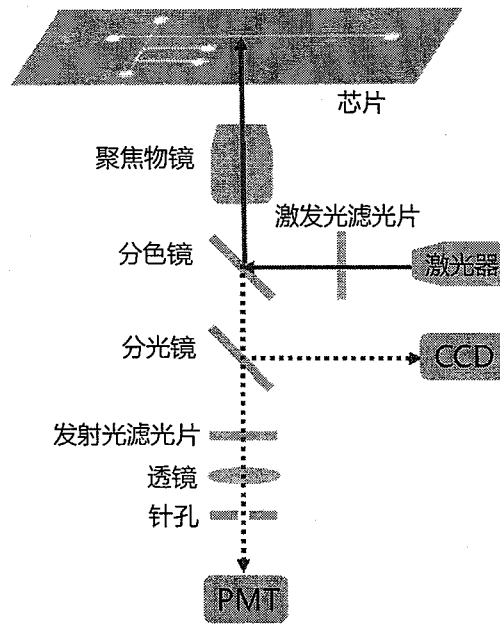 芯片
聚焦物镜
激发光滤光片
分色镜
激光器
分光镜
CCD
发射光滤光片
透镜
针孔
PMT